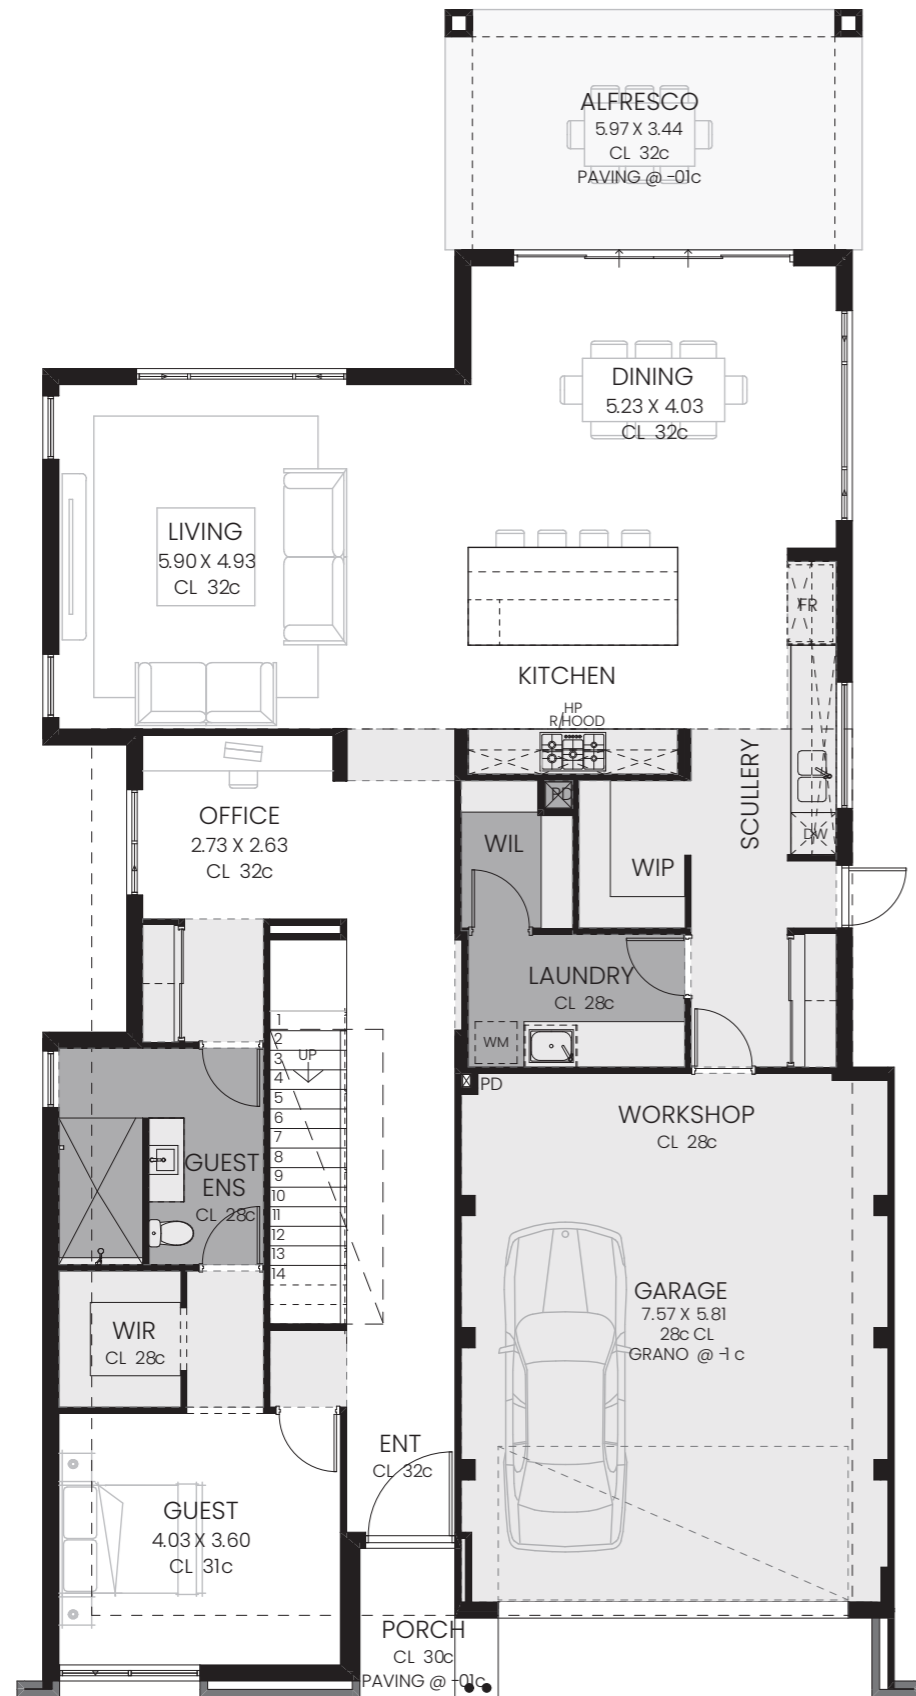 ALFRESCO
5.97 X 3.44
CL 32c
PAVING @ -01c
DINING
5.23 X 4.03
CL 32c
LIVING
5.90 X 4.93
CL 32c
FR
KITCHEN
HP
R/HOOD
SCULLERY
OFFICE
2.73 X 2.63
CL 32c
RD
DW
WIL
WIP
LAUNDRY
CL 28c
WM
1
2
3
4
5
6
7
8
9
10
11
12
13
14
UP
PD
WORKSHOP
CL 28c
GUEST
ENS
CL 28c
GARAGE
7.57 X 5.81
28c CL
GRANO @ -1 c
WIR
CL 28c
ENT
CL 32c
GUEST
4.03 X 3.60
CL 31c
PORCH
CL 30c
PAVING @ -01c